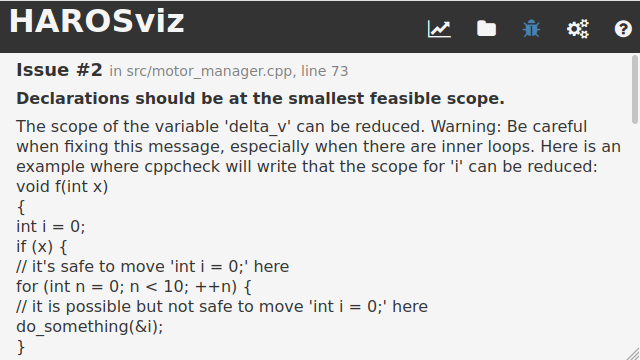 HAROSviz
Issue #2 in src/motor_manager.cpp, line 73
Declarations should be at the smallest feasible scope.
The scope of the variable 'delta_v' can be reduced. Warning: Be careful
when fixing this message, especially when there are inner loops. Here is an
example where cppcheck will write that the scope for 'i' can be reduced:
void f(int x)
{
int i = 0;
if (x) {
// it's safe to move 'int i = 0;' here
for (int n = 0; n < 10; ++n) {
// it is possible but not safe to move 'int i = 0;' here
do_something(&i);
}